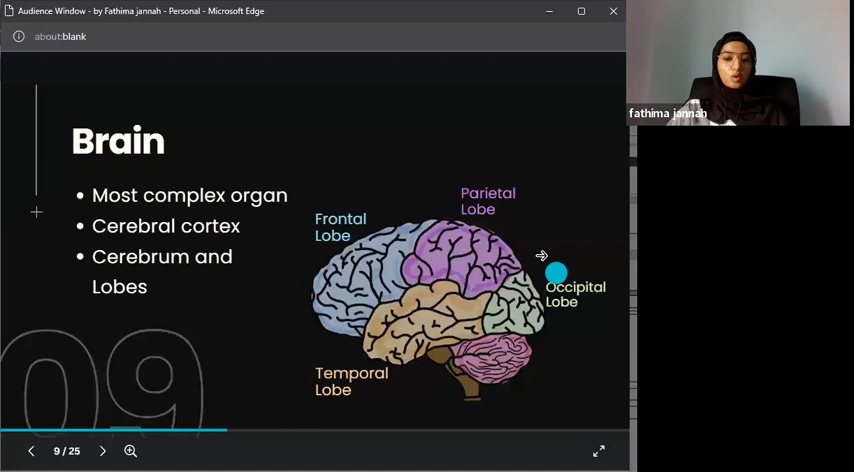 Audience Window - by Fathima jannah - Personal - Microsoft Edge
about:blank
fathima jannah
Brain
Most complex organ
Cerebral cortex
Cerebrum and
Lobes
Frontal
Lobe
Parietal
Lobe
Occipital
Lobe
Temporal
Lobe
09
9 / 25